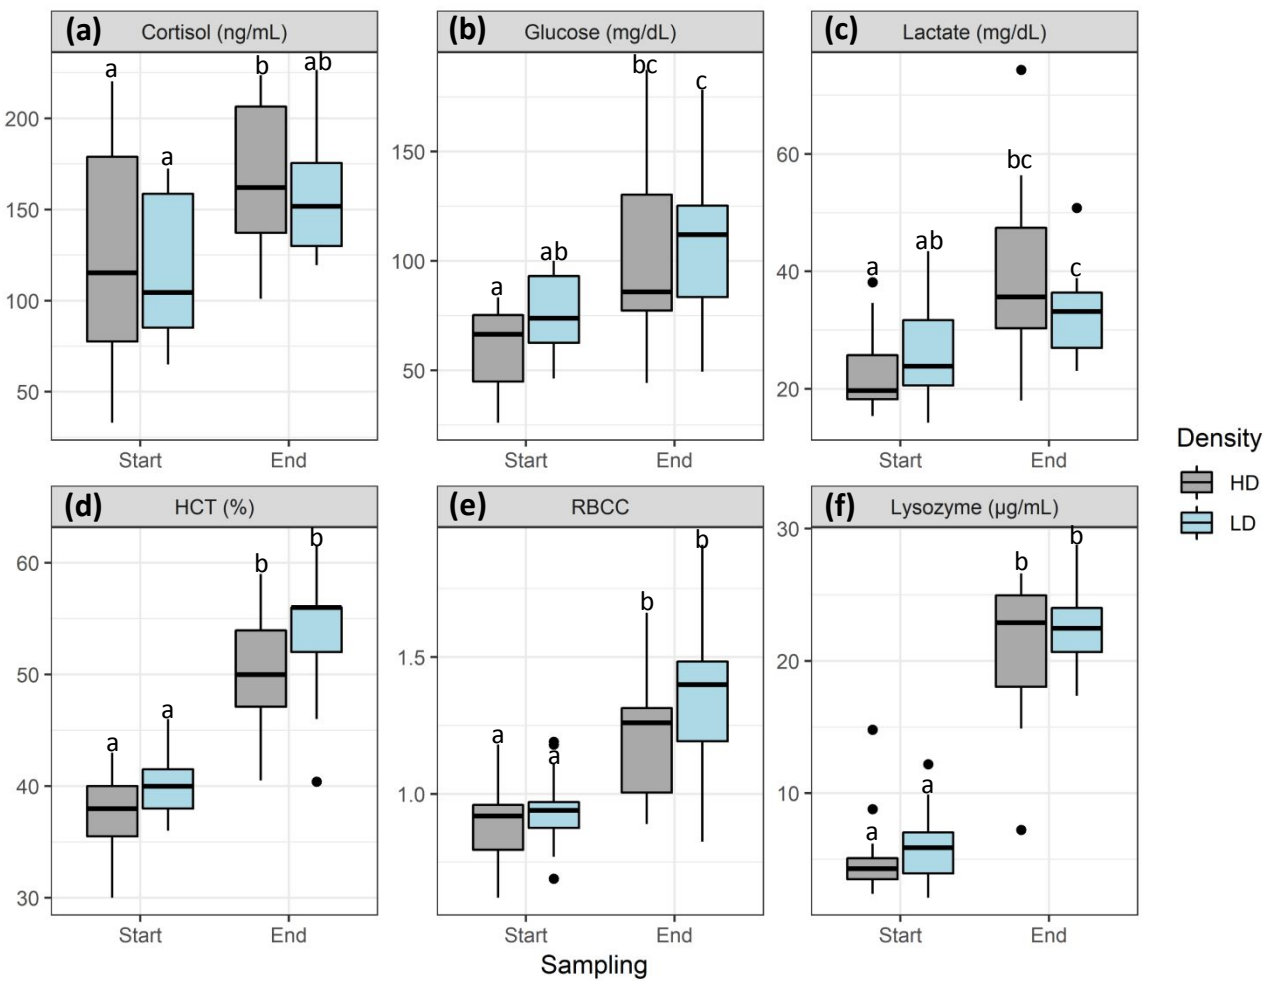 (a) Cortisol (ng/mL)
(b) Glucose (mg/dL)
(c) Lactate (mg/dL)
a
a
b
ab
200
150
100
50
Start
End
a
ab
bc
c
150
100
50
Start
End
a
ab
bc
c
60
40
20
Start
End
Density
HD
LD
(d) HCT (%)
(e) RBCC
(f) Lysozyme (µg/mL)
a
a
b
b
60
50
40
30
Start
End
a
a
b
b
1.5
1.0
Start
End
a
a
b
b
30
20
10
Start
End
Sampling